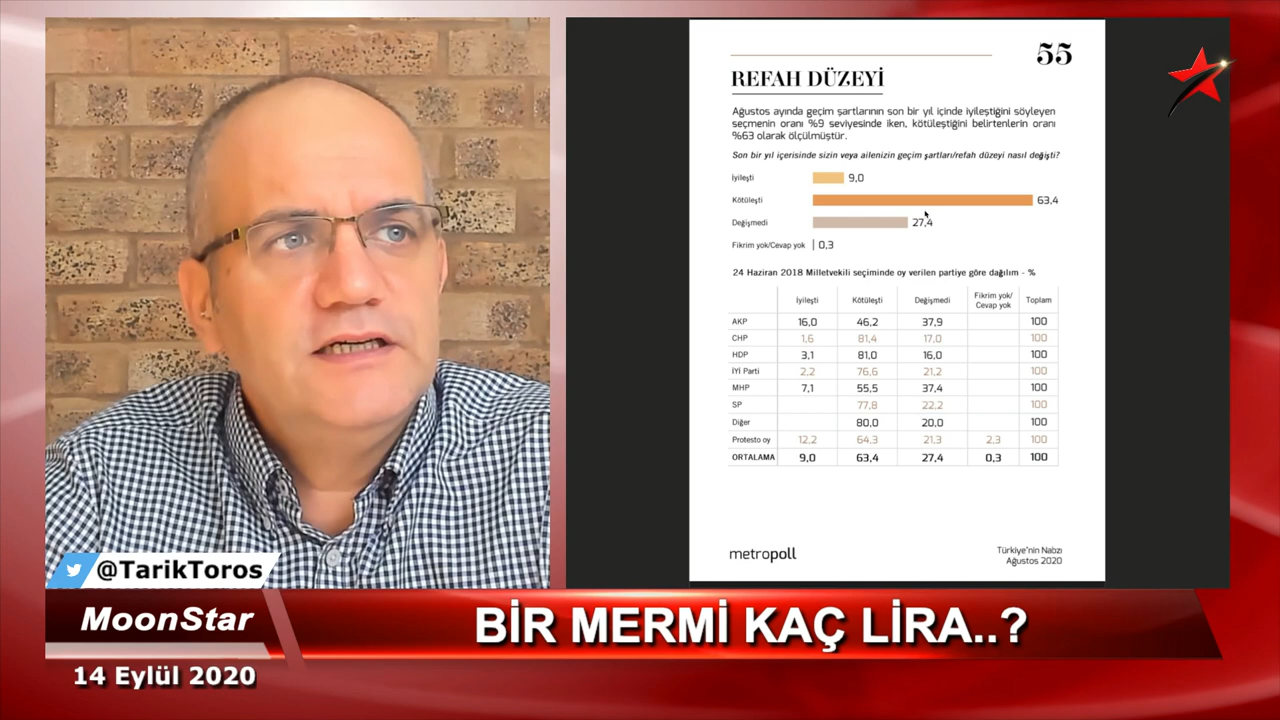 55
REFAH DÜZEYİ
Ağustos ayında geçim şartlarının son bir yıl içinde iyileştiğini söyleyen
seçmenin oranı %9 seviyesinde iken, kötüleştiğini belirtenlerin oranı
%63 olarak ölçülmüştür.
Son bir yıl içerisinde sizin veya ailenizin geçim şartları/refah düzeyi nasıl değişti?
İyileşti 9,0
Kötüleşti 63,4
Değişmedi 27,4
Fikrim yok/Cevap yok 0,3
24 Haziran 2018 Milletvekili seçiminde oy verilen partiye göre dağılım - %
İyileşti Kötüleşti Değişmedi Fikrim yok/ Toplam
Cevap yok
AKP 16,0 46,2 37,9 100
CHP 1,6 81,4 17,0 100
HDP 3,1 81,0 16,0 100
İYİ Parti 2,2 76,6 21,2 100
MHP 7,1 55,5 37,4 100
SP 77,8 22,2 100
Diğer 80,0 20,0 100
Protesto oy 12,2 64,3 21,3 2,3 100
ORTALAMA 9,0 63,4 27,4 0,3 100
metropoll
Türkiye'nin Nabzı
Ağustos 2020
@TarikToros
MoonStar
BİR MERMİ KAÇ LİRA..?
14 Eylül 2020